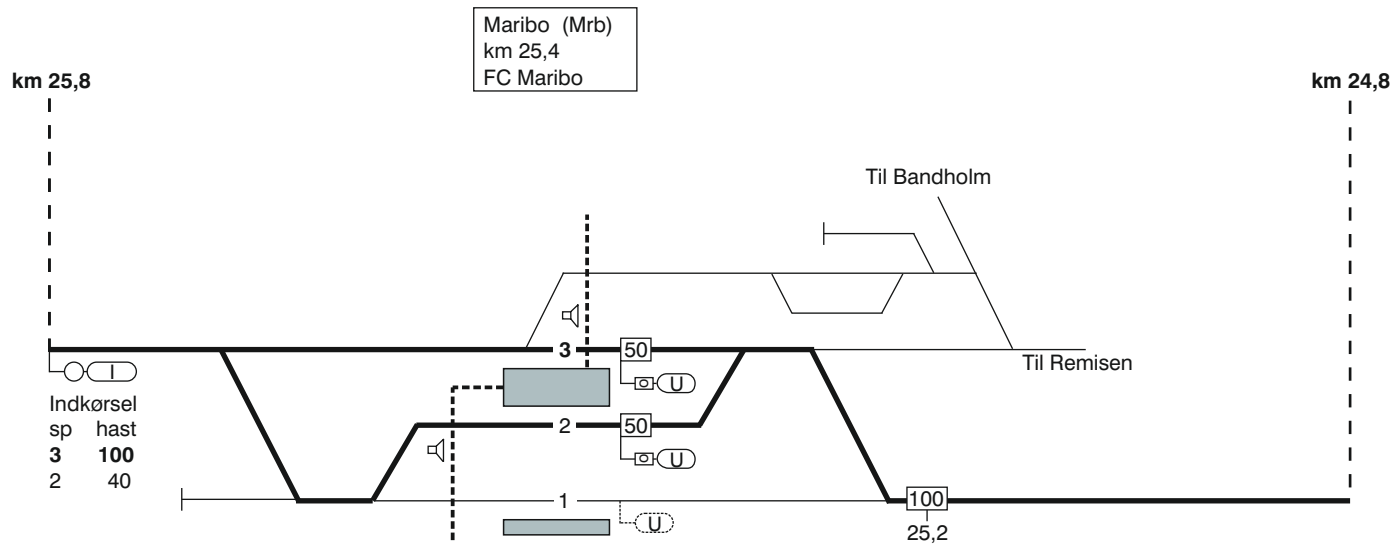 Maribo (Mrb)
km 25,4
FC Maribo
km 25,8
km 24,8
Til Bandholm
3
50
Til Remisen
I
U
Indkørsel
sp hast
3 100
2 40
2
50
U
1
U
100
25,2